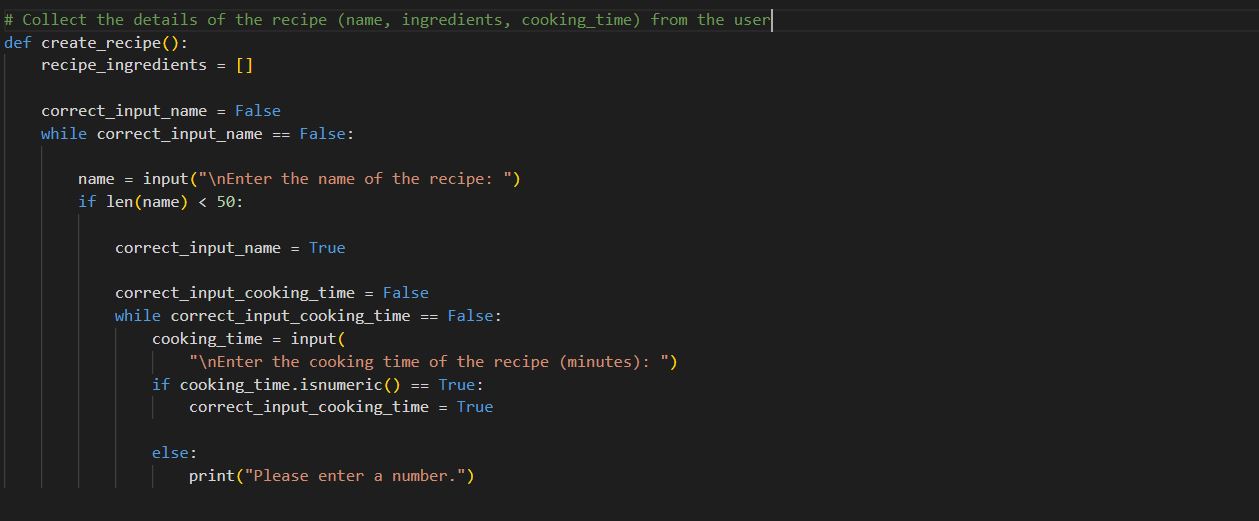 # Collect the details of the recipe (name, ingredients, cooking_time) from the user
def create_recipe():
    recipe_ingredients = []

    correct_input_name = False
    while correct_input_name == False:

        name = input("\nEnter the name of the recipe: ")
        if len(name) < 50:

            correct_input_name = True

            correct_input_cooking_time = False
            while correct_input_cooking_time == False:
                cooking_time = input(
                    "\nEnter the cooking time of the recipe (minutes): ")
                if cooking_time.isnumeric() == True:
                    correct_input_cooking_time = True

                else:
                    print("Please enter a number.")